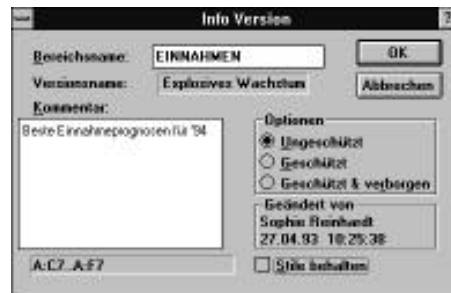 Info Version
?
Bereichsname: EINNAHMEN
OK
Versionsname: Explosives Wachstum
Abbrechen
Kommentar:
Beste Einnahmeprognosen für '94
Optionen
Ungeschützt
Geschützt
Geschützt & verborgen
Geändert von
Sophie Reinhardt
27.04.93 10:25:38
A:C7..A:F7
Stile behalten